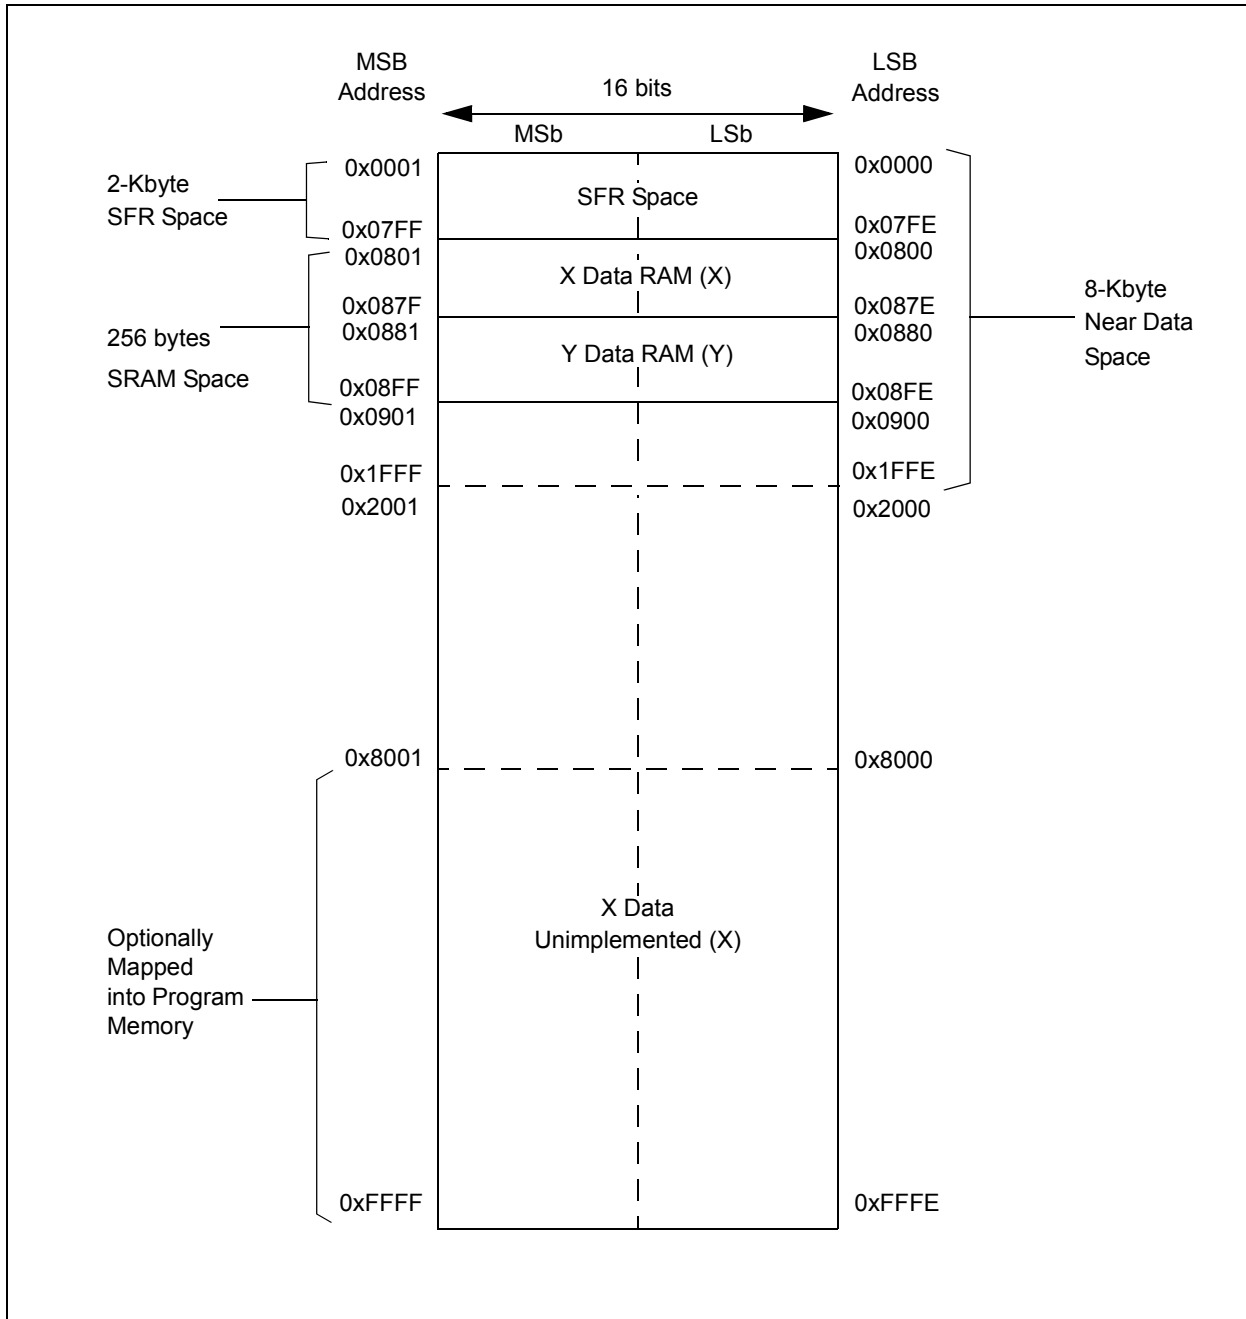 MSB
Address
LSB
Address
16 bits
MSb
LSb
0x0001
0x0000
2-Kbyte
SFR Space
SFR Space
0x07FF
0x07FE
0x0801
0x0800
X Data RAM (X)
0x087F
0x087E
0x0881
0x0880
256 bytes
SRAM Space
Y Data RAM (Y)
8-Kbyte
Near Data
Space
0x08FF
0x08FE
0x0901
0x0900
0x1FFF
0x1FFE
0x2001
0x2000
0x8001
0x8000
X Data
Unimplemented (X)
Optionally
Mapped
into Program
Memory
0xFFFF
0xFFFE